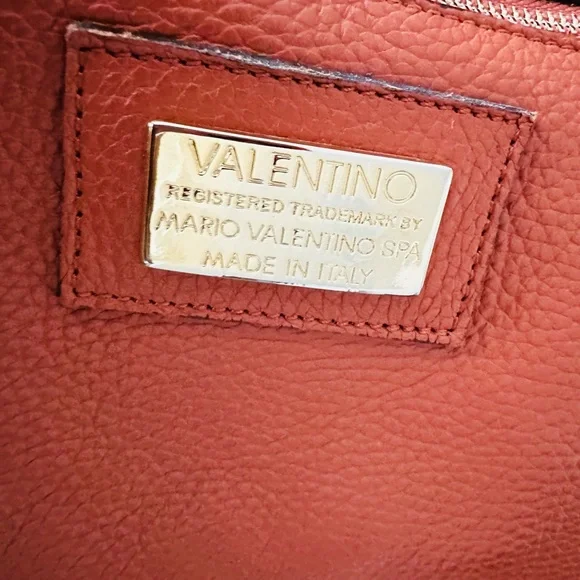 VALENTINO
REGISTERED TRADEMARK BY
MARIO VALENTINO SPA
MADE IN ITALY